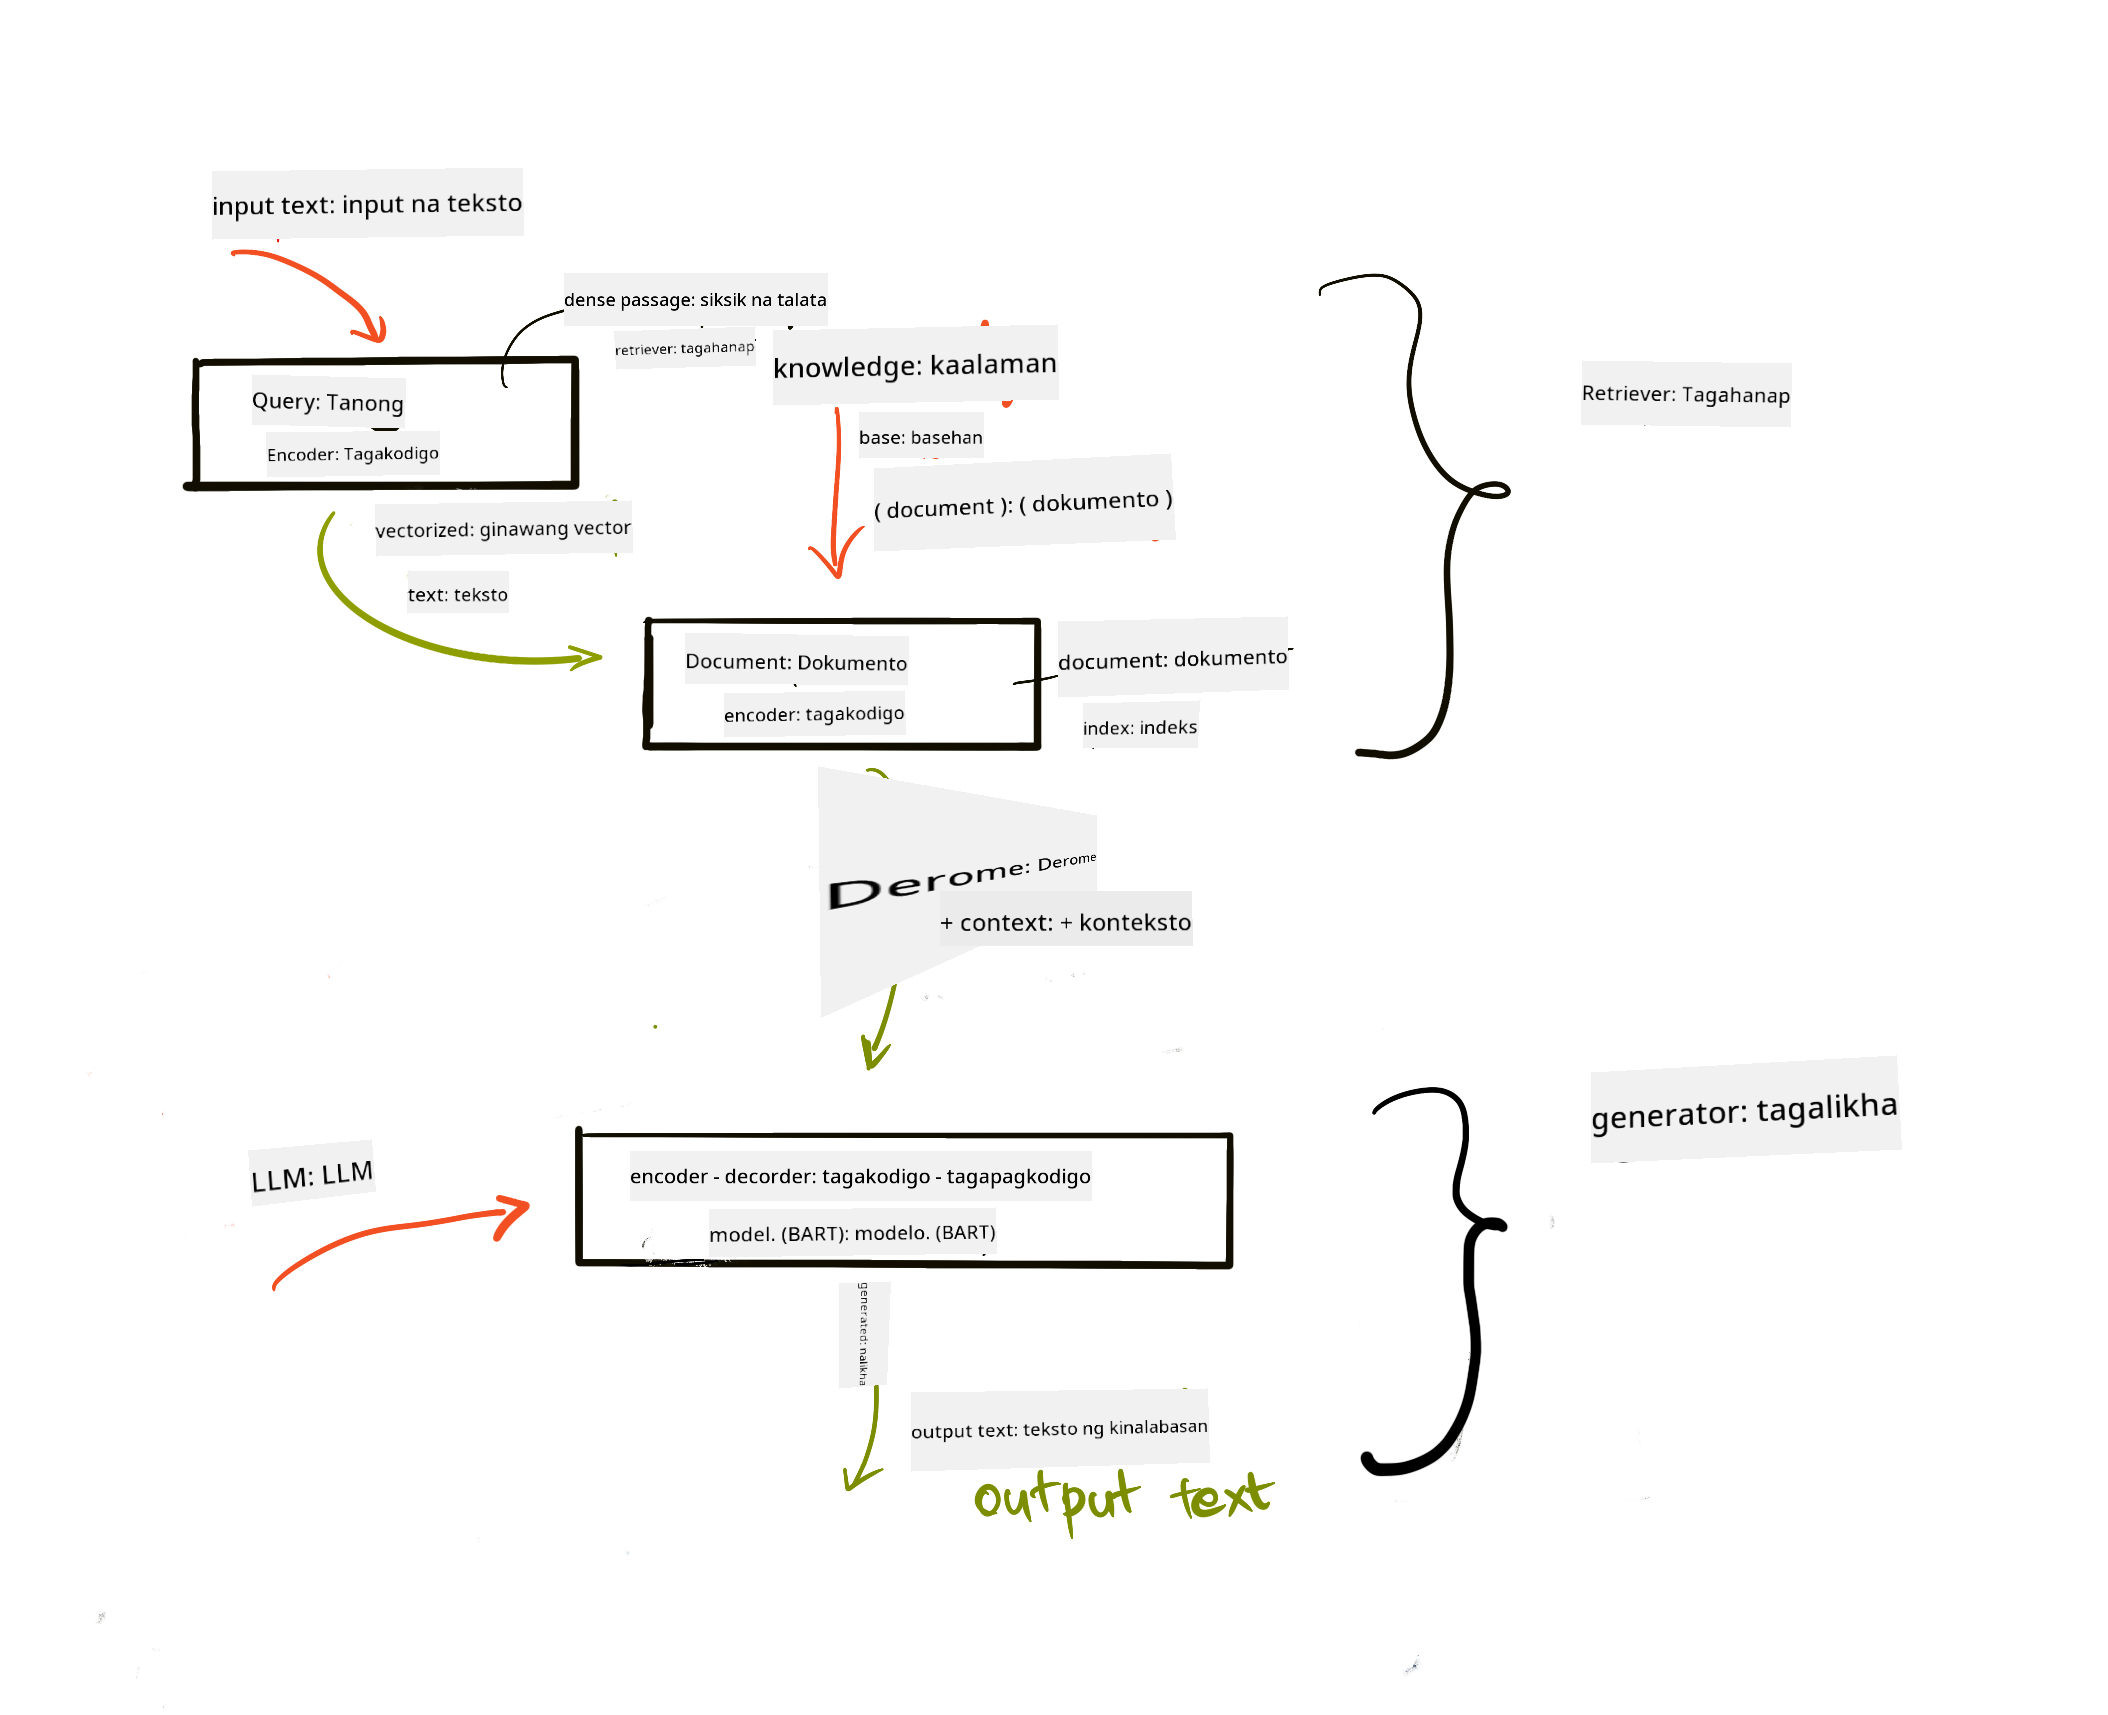 input text: input na teksto
dense passage: siksik na talata
retriever: tagahanap
knowledge: kaalaman
base: basehan
( document ): ( dokumento )
Query: Tanong
Encoder: Tagakodigo
Retriever: Tagahanap
vectorized: ginawang vector
text: teksto
Document: Dokumento
encoder: tagakodigo
document: dokumento
index: indeks
Derome: Derome
+ context: + konteksto
LLM: LLM
encoder - decorder: tagakodigo - tagapagkodigo
model. (BART): modelo. (BART)
generator: tagalikha
generated: nalikha
output text: teksto ng kinalabasan
output text